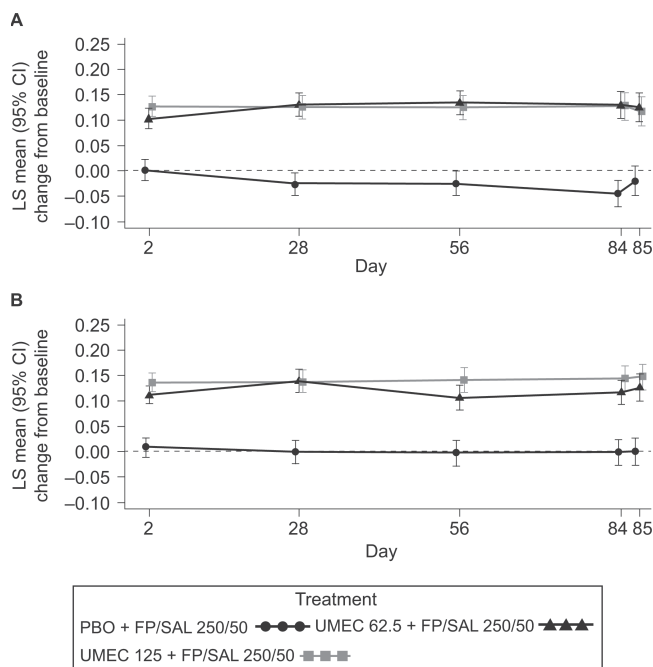 A
LS mean (95% CI)
change from baseline
0.25
0.20
0.15
0.10
0.05
0.00
–0.05
–0.10
2 28 56 84 85
Day
B
LS mean (95% CI)
change from baseline
0.25
0.20
0.15
0.10
0.05
0.00
–0.05
–0.10
2 28 56 84 85
Day
Treatment
PBO + FP/SAL 250/50 UMEC 62.5 + FP/SAL 250/50
UMEC 125 + FP/SAL 250/50